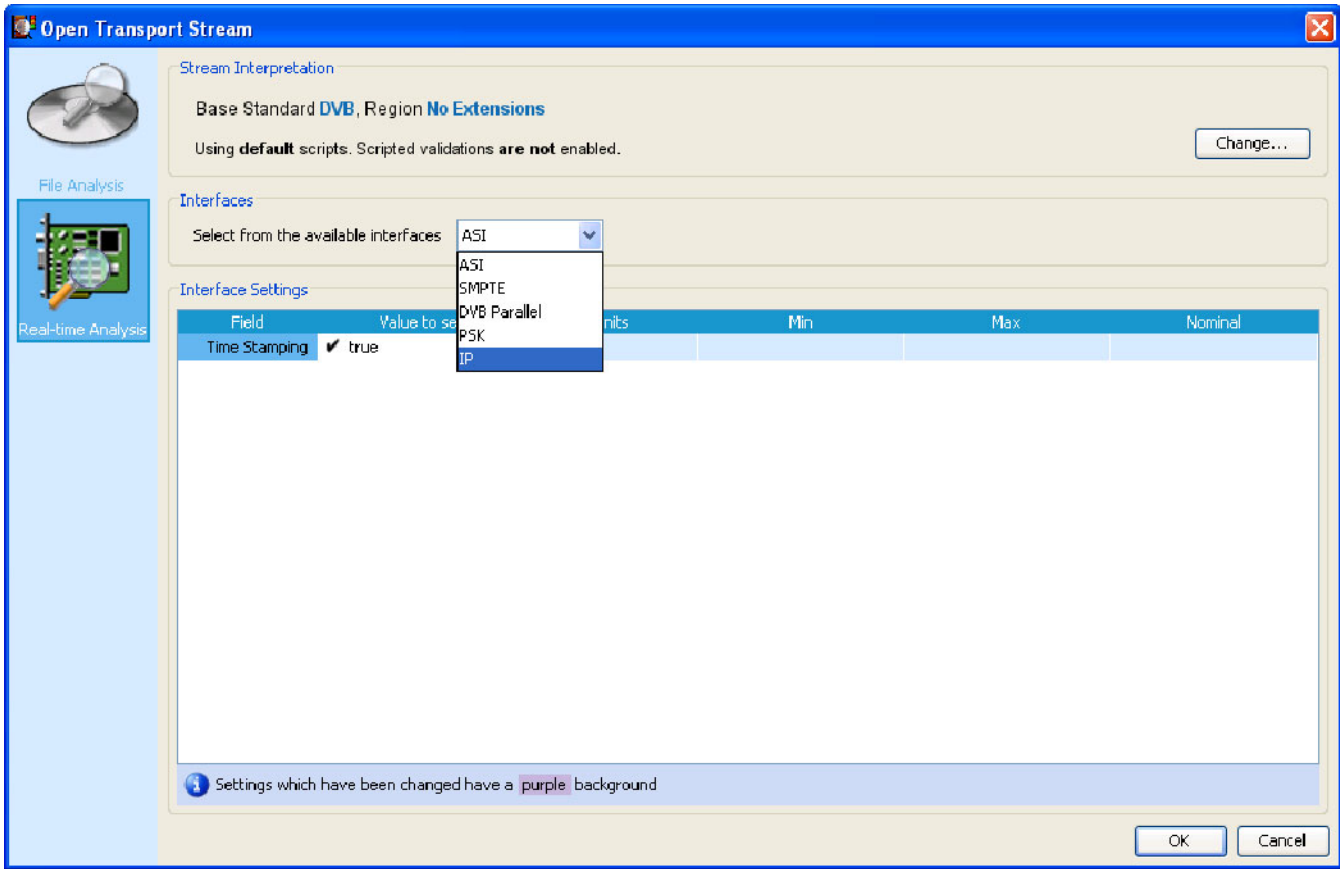 Open Transport Stream
File Analysis
Real-time Analysis
Stream Interpretation
Base Standard DVB, Region No Extensions
Using default scripts. Scripted validations are not enabled.
Change...
Interfaces
Select from the available interfaces ASI
ASI
SMPTE
DVB Parallel
PSK
IP
Interface Settings
Field Value to se nits Min Max Nominal
Time Stamping true
Settings which have been changed have a purple background
OK Cancel